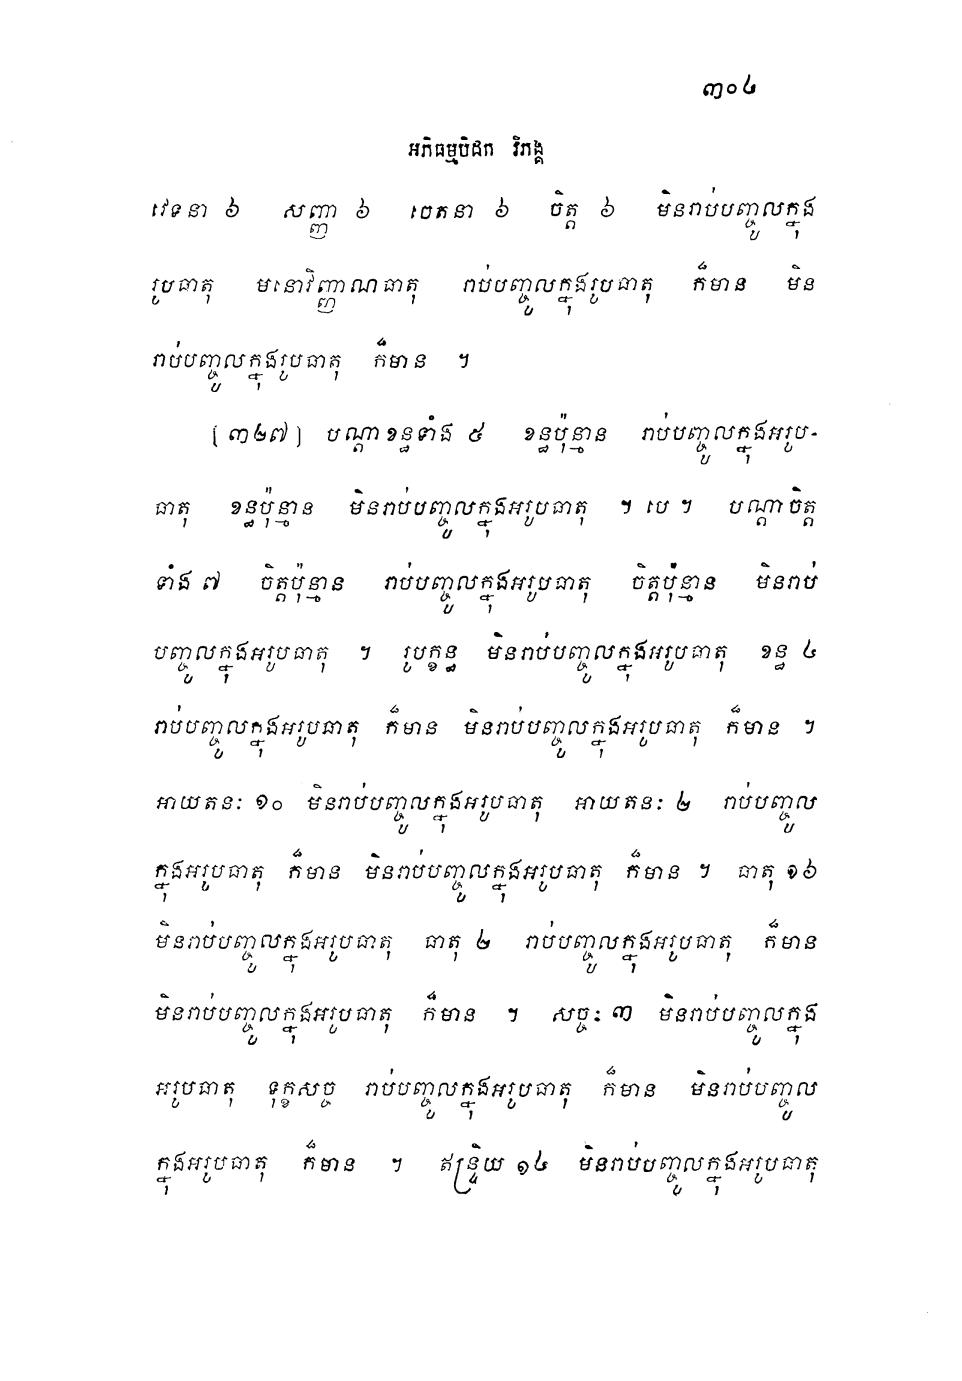 ៣០៤
អភិធម្មបិដក វិភង្គ
វេទនា ៦ សញ្ញា ៦ ចេតនា ៦ ចិត្ត ៦ មិនរាប់បញ្ចូលក្នុង
រូបធាតុ មនោវិញ្ញាណធាតុ រាប់បញ្ចូលក្នុងរូបធាតុ ក៏មាន មិន
រាប់បញ្ចូលក្នុងរូបធាតុ ក៏មាន ។
[៣២៧] បណ្តាខន្ធទាំង ៥ ខន្ធប៉ុន្មាន រាប់បញ្ចូលក្នុងអរូប-
ធាតុ ខន្ធប៉ុន្មាន មិនរាប់បញ្ចូលក្នុងអរូបធាតុ ។ បេ ។ បណ្តាចិត្ត
ទាំង ៧ ចិត្តប៉ុន្មាន រាប់បញ្ចូលក្នុងអរូបធាតុ ចិត្តប៉ុន្មាន មិនរាប់
បញ្ចូលក្នុងអរូបធាតុ ។ រូបក្ខន្ធ មិនរាប់បញ្ចូលក្នុងអរូបធាតុ ខន្ធ ៤
រាប់បញ្ចូលក្នុងអរូបធាតុ ក៏មាន មិនរាប់បញ្ចូលក្នុងអរូបធាតុ ក៏មាន ។
អាយតនៈ ១០ មិនរាប់បញ្ចូលក្នុងអរូបធាតុ អាយតនៈ ២ រាប់បញ្ចូល
ក្នុងអរូបធាតុ ក៏មាន មិនរាប់បញ្ចូលក្នុងអរូបធាតុ ក៏មាន ។ ធាតុ ១៦
មិនរាប់បញ្ចូលក្នុងអរូបធាតុ ធាតុ ២ រាប់បញ្ចូលក្នុងអរូបធាតុ ក៏មាន
មិនរាប់បញ្ចូលក្នុងអរូបធាតុ ក៏មាន ។ សច្ចៈ ៣ មិនរាប់បញ្ចូលក្នុង
អរូបធាតុ ទុក្ខសច្ច រាប់បញ្ចូលក្នុងអរូបធាតុ ក៏មាន មិនរាប់បញ្ចូល
ក្នុងអរូបធាតុ ក៏មាន ។ ឥន្ទ្រិយ ១៤ មិនរាប់បញ្ចូលក្នុងអរូបធាតុ